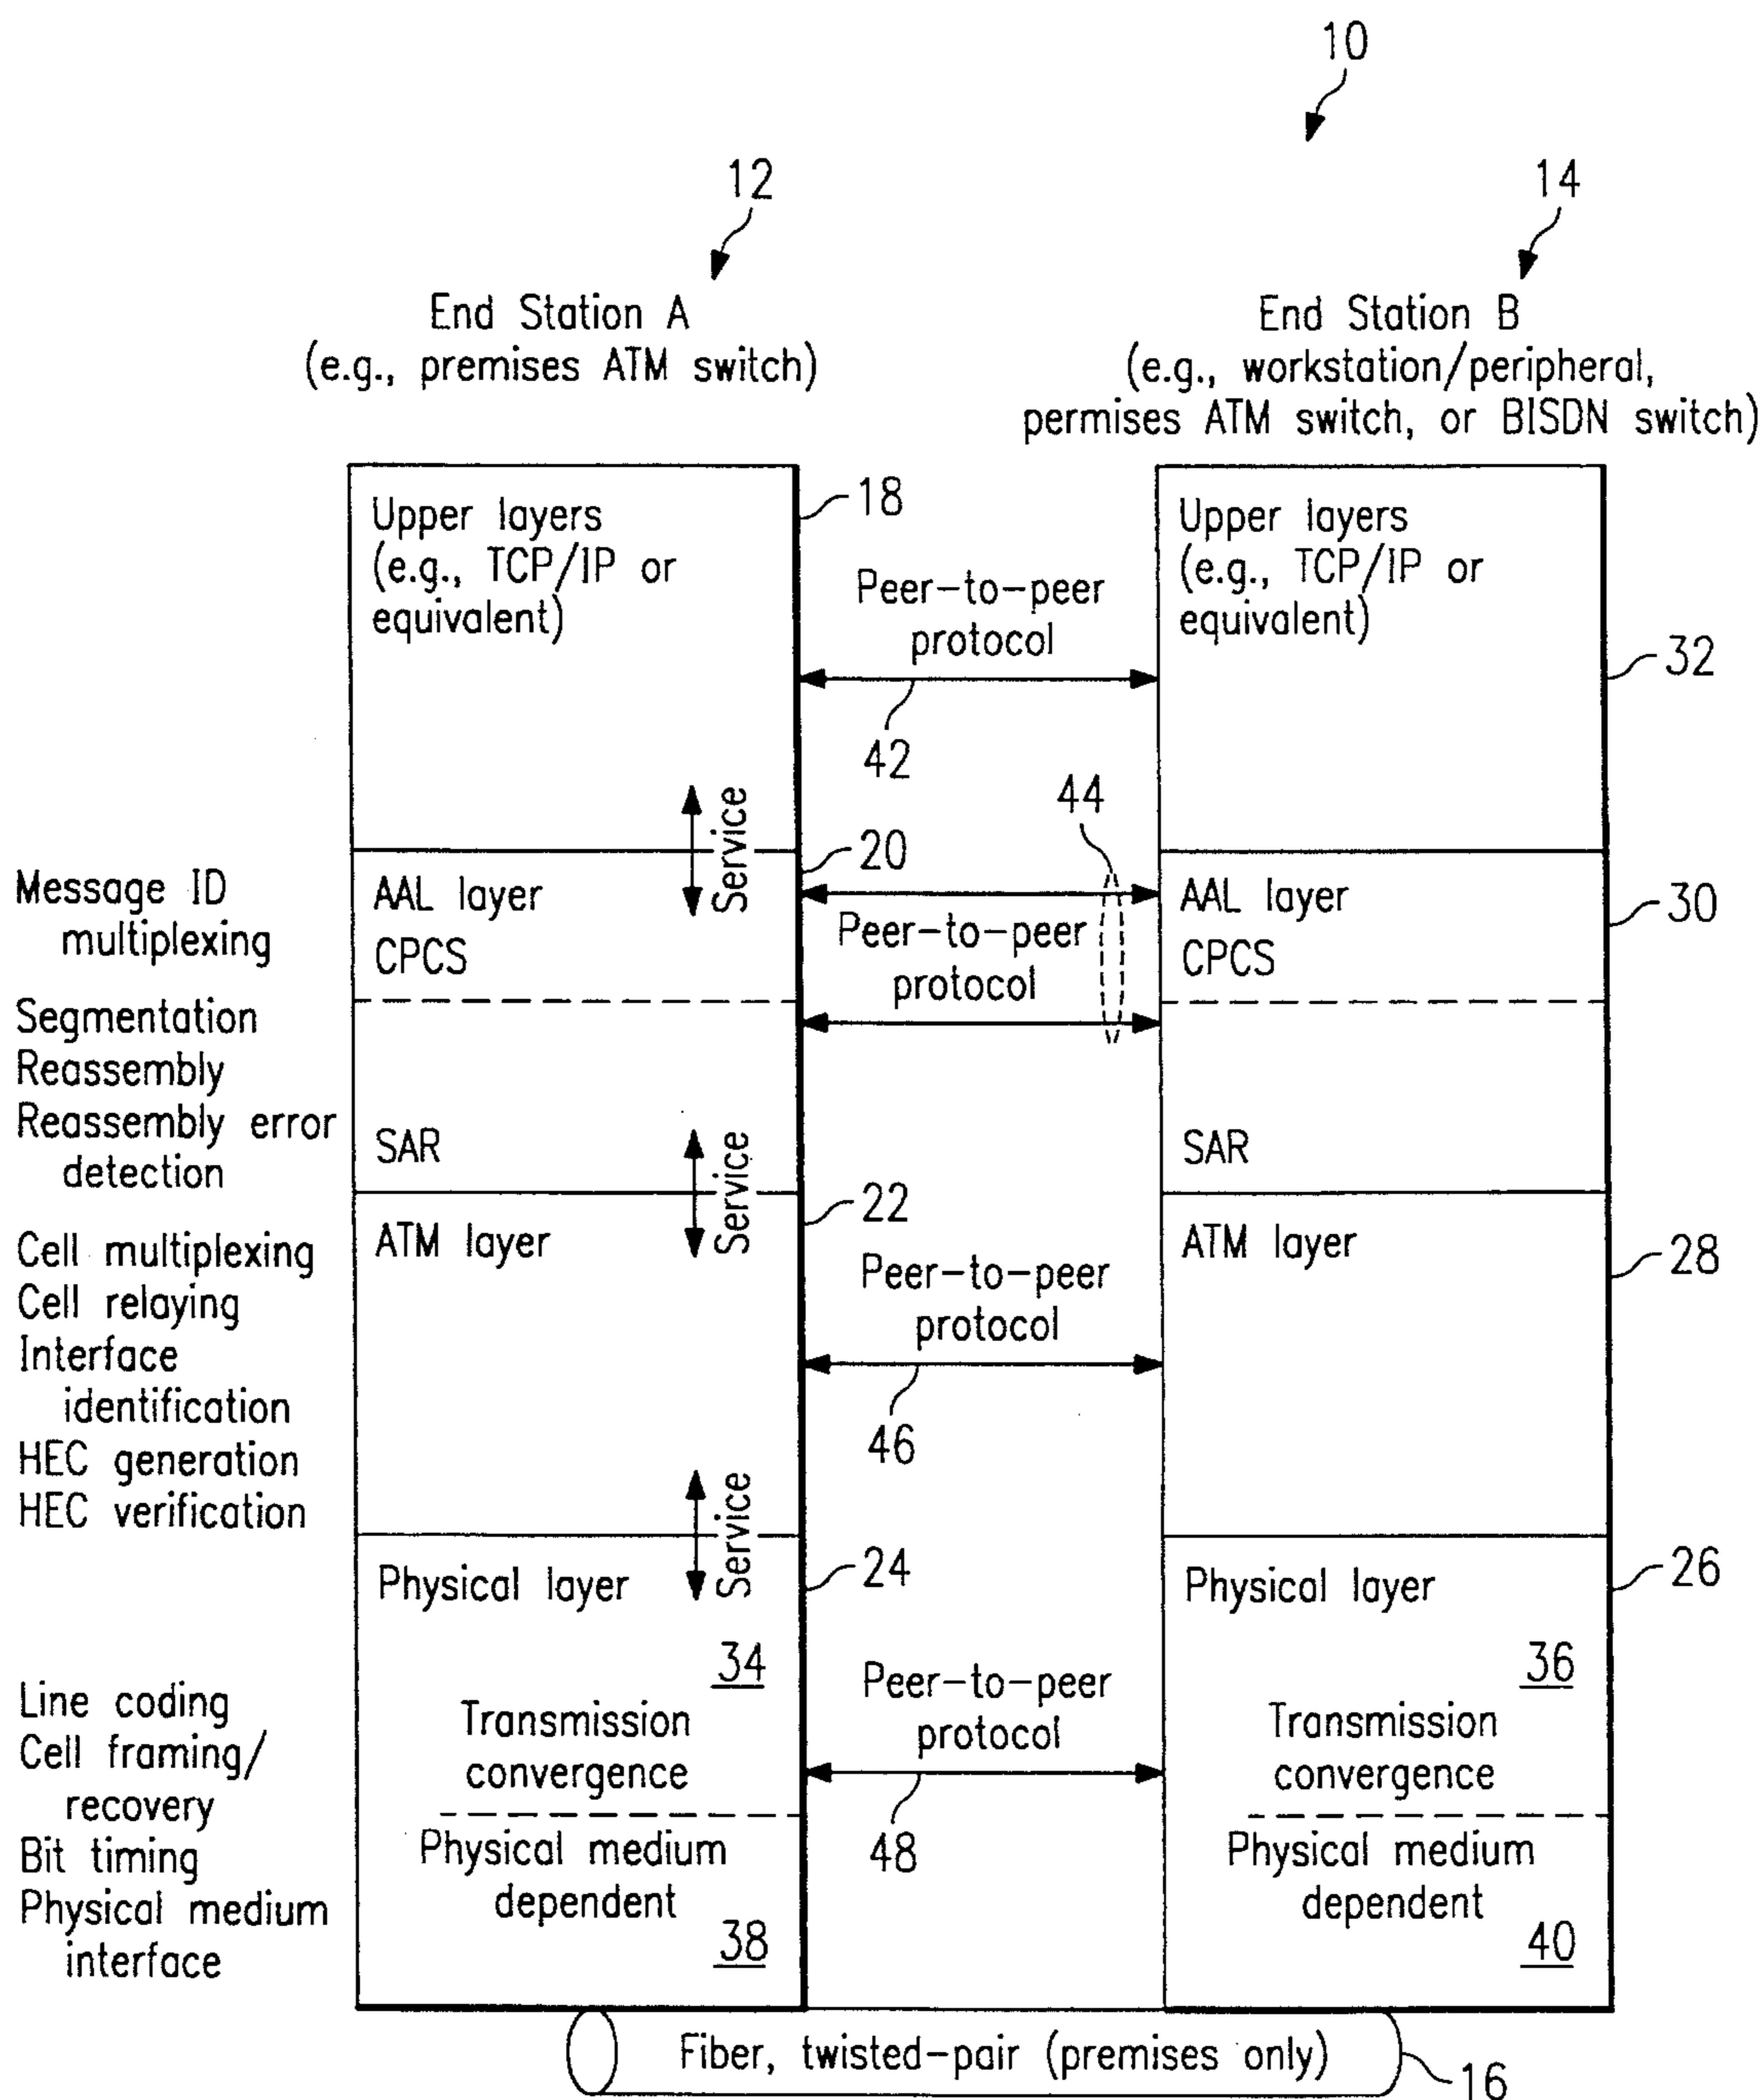 10
12
14
End Station A
(e.g., premises ATM switch)
End Station B
(e.g., workstation/peripheral,
permises ATM switch, or BISDN switch)
Upper layers
(e.g., TCP/IP or
equivalent)
18
Peer-to-peer
protocol
42
Upper layers
(e.g., TCP/IP or
equivalent)
32
Service
44
Message ID
multiplexing
AAL layer
CPCS
20
Peer-to-peer
protocol
AAL layer
CPCS
30
Segmentation
Reassembly
Reassembly error
detection
SAR
SAR
Service
Cell multiplexing
Cell relaying
Interface
identification
HEC generation
HEC verification
ATM layer
22
Peer-to-peer
protocol
46
ATM layer
28
Service
Physical layer
24
Physical layer
26
Line coding
Cell framing/
recovery
Bit timing
Physical medium
interface
34
Transmission
convergence
Peer-to-peer
protocol
48
36
Transmission
convergence
Physical medium
dependent
38
Physical medium
dependent
40
Fiber, twisted-pair (premises only)
16